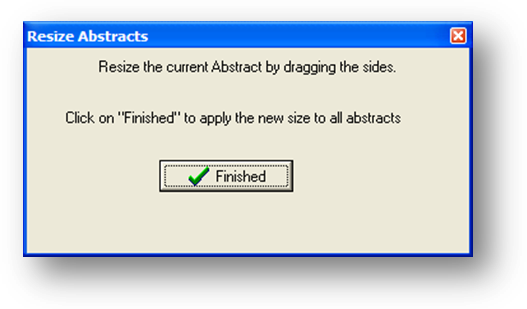 Resize Abstracts
Resize the current Abstract by dragging the sides.
Click on "Finished" to apply the new size to all abstracts
Finished